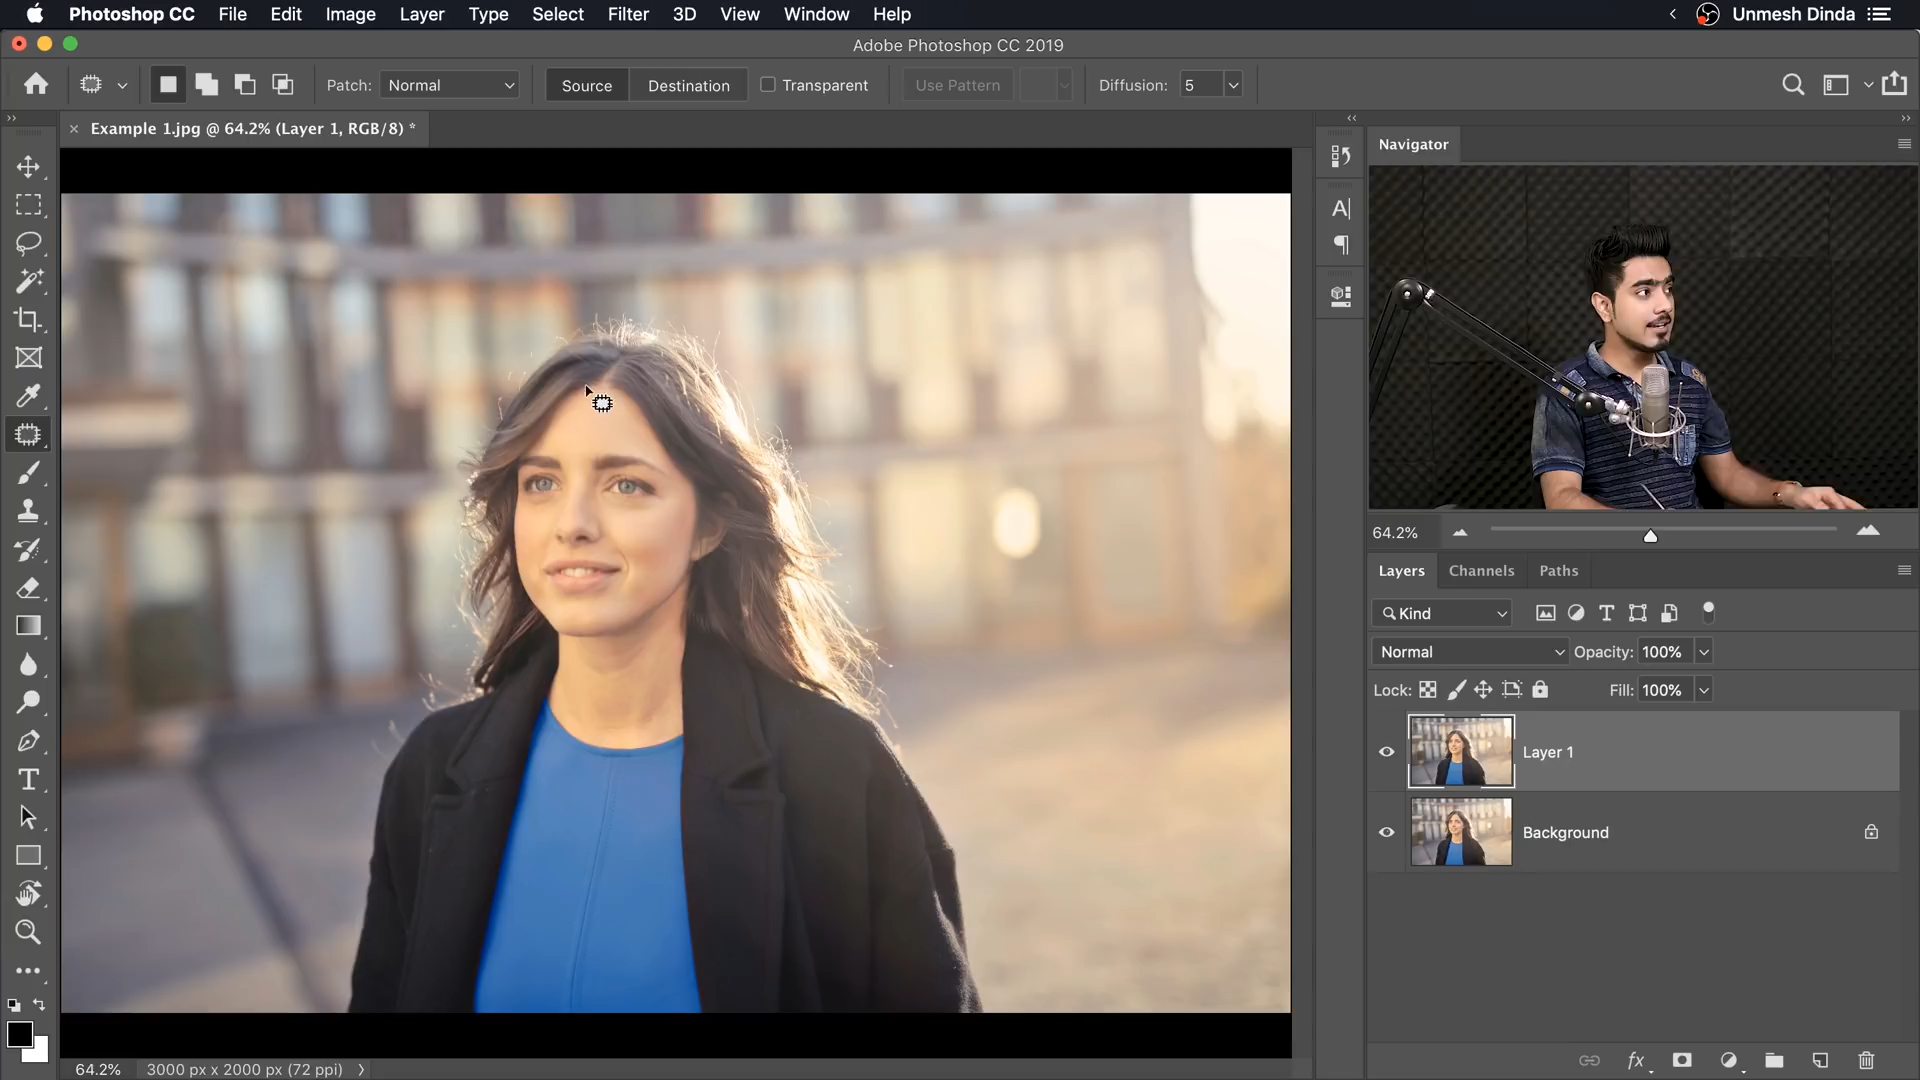 Photoshop CC File Edit Image Layer Type Select Filter 3D View Window Help Unmesh Dinda
Adobe Photoshop CC 2019
Patch: Normal Source Destination Transparent Use Pattern Diffusion: 5
Example 1.jpg @ 64.2% (Layer 1, RGB/8) *
Navigator
64.2%
Layers Channels Paths
Kind
Normal Opacity: 100%
Lock: Fill: 100%
Layer 1
Background
64.2% 3000 px x 2000 px (72 ppi)